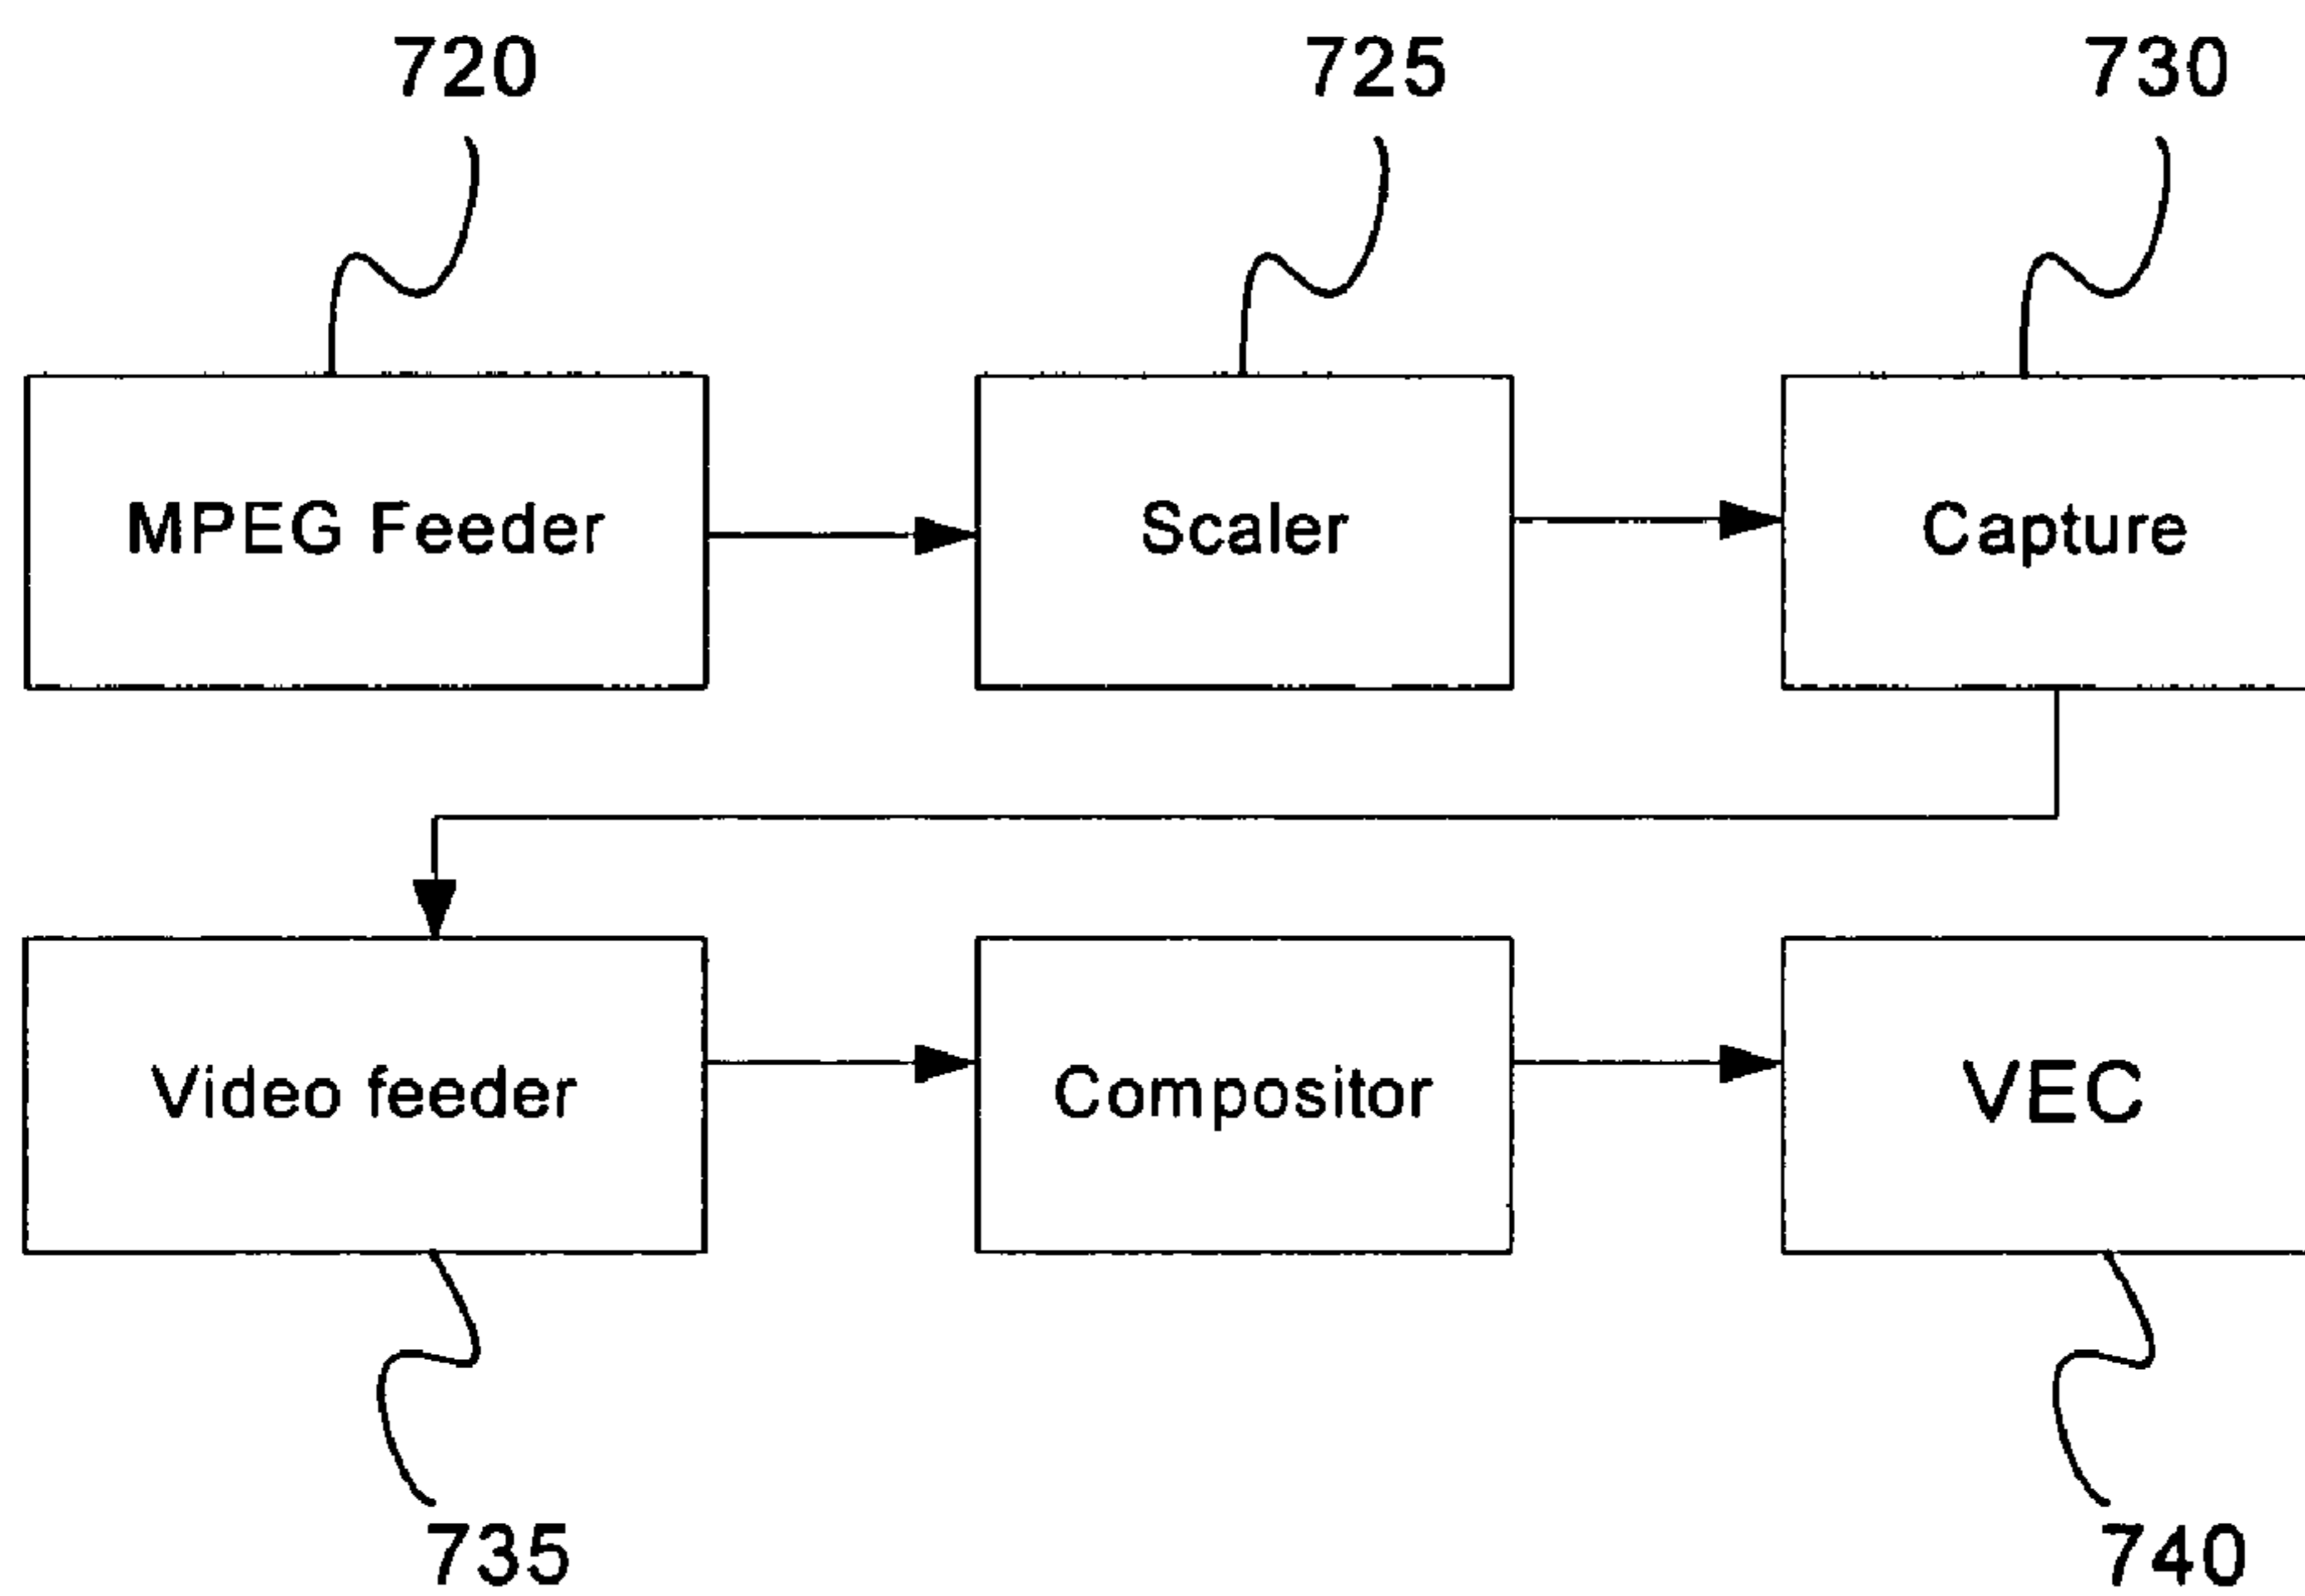 720
725
730
MPEG Feeder
Scaler
Capture
Video feeder
Compositor
VEC
735
740